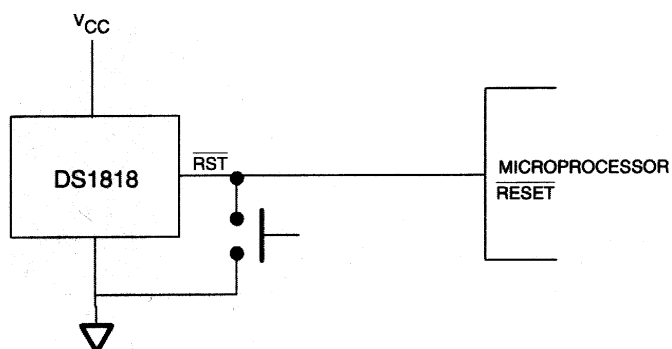 VCC
DS1818
RST
MICROPROCESSOR
RESET